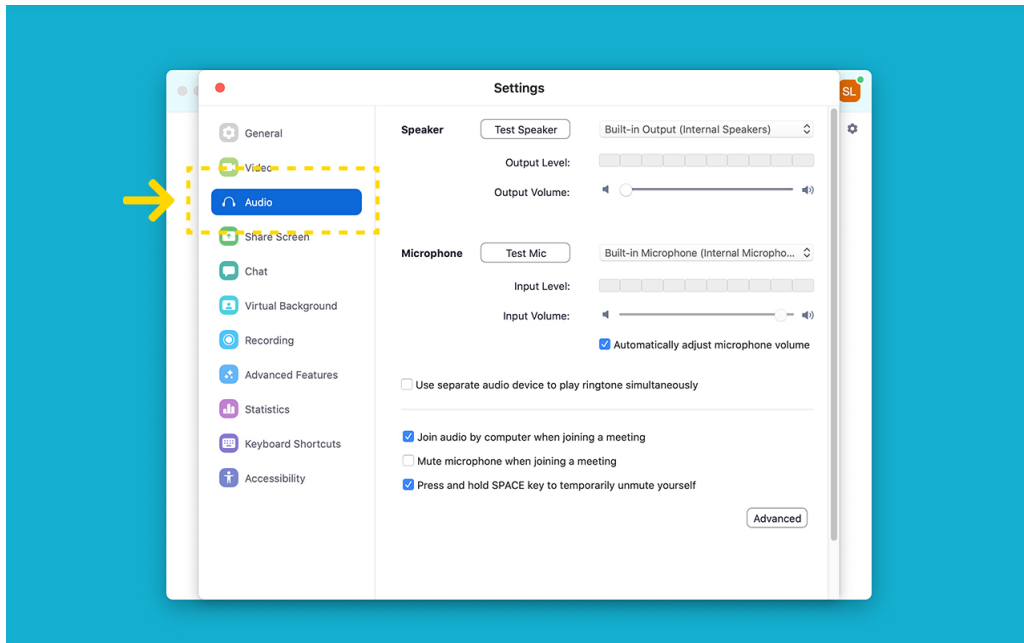 Settings
SL
General
Video
Audio
Share Screen
Chat
Virtual Background
Recording
Advanced Features
Statistics
Keyboard Shortcuts
Accessibility
Speaker
Test Speaker
Built-in Output (Internal Speakers)
Output Level:
Output Volume:
Microphone
Test Mic
Built-in Microphone (Internal Micropho...
Input Level:
Input Volume:
Automatically adjust microphone volume
Use separate audio device to play ringtone simultaneously
Join audio by computer when joining a meeting
Mute microphone when joining a meeting
Press and hold SPACE key to temporarily unmute yourself
Advanced